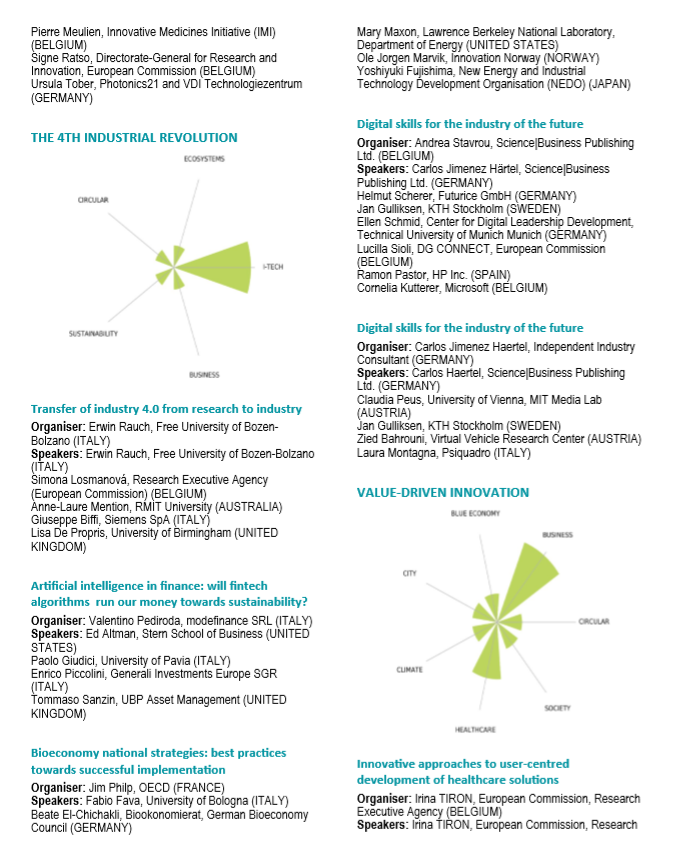 Pierre Meulien, Innovative Medicines Initiative (IMI)
(BELGIUM)
Signe Ratso, Directorate-General for Research and
Innovation, European Commission (BELGIUM)
Ursula Tober, Photonics21 and VDI Technologiezentrum
(GERMANY)
THE 4TH INDUSTRIAL REVOLUTION
ECOSYSTEMS
CIRCULAR
I-TECH
SUSTAINABILITY
BUSINESS
Transfer of industry 4.0 from research to industry
Organiser: Erwin Rauch, Free University of Bozen-
Bolzano (ITALY)
Speakers: Erwin Rauch, Free University of Bozen-Bolzano
(ITALY)
Simona Losmanová, Research Executive Agency
(European Commission) (BELGIUM)
Anne-Laure Mention, RMIT University (AUSTRALIA)
Giuseppe Biffi, Siemens SpA (ITALY)
Lisa De Propris, University of Birmingham (UNITED
KINGDOM)
Artificial intelligence in finance: will fintech
algorithms run our money towards sustainability?
Organiser: Valentino Pediroda, modefinance SRL (ITALY)
Speakers: Ed Altman, Stern School of Business (UNITED
STATES)
Paolo Giudici, University of Pavia (ITALY)
Enrico Piccolini, Generali Investments Europe SGR
(ITALY)
Tommaso Sanzin, UBP Asset Management (UNITED
KINGDOM)
Bioeconomy national strategies: best practices
towards successful implementation
Organiser: Jim Philp, OECD (FRANCE)
Speakers: Fabio Fava, University of Bologna (ITALY)
Beate El-Chichakli, Biookonomierat, German Bioeconomy
Council (GERMANY)
Mary Maxon, Lawrence Berkeley National Laboratory,
Department of Energy (UNITED STATES)
Ole Jorgen Marvik, Innovation Norway (NORWAY)
Yoshiyuki Fujishima, New Energy and Industrial
Technology Development Organisation (NEDO) (JAPAN)
Digital skills for the industry of the future
Organiser: Andrea Stavrou, Science|Business Publishing
Ltd. (BELGIUM)
Speakers: Carlos Jimenez Härtel, Science|Business
Publishing Ltd. (GERMANY)
Helmut Scherer, Futurice GmbH (GERMANY)
Jan Gulliksen, KTH Stockholm (SWEDEN)
Ellen Schmid, Center for Digital Leadership Development,
Technical University of Munich Munich (GERMANY)
Lucilla Sioli, DG CONNECT, European Commission
(BELGIUM)
Ramon Pastor, HP Inc. (SPAIN)
Cornelia Kutterer, Microsoft (BELGIUM)
Digital skills for the industry of the future
Organiser: Carlos Jimenez Haertel, Independent Industry
Consultant (GERMANY)
Speakers: Carlos Haertel, Science|Business Publishing
Ltd. (GERMANY)
Claudia Peus, University of Vienna, MIT Media Lab
(AUSTRIA)
Jan Gulliksen, KTH Stockholm (SWEDEN)
Zied Bahrouni, Virtual Vehicle Research Center (AUSTRIA)
Laura Montagna, Psiquadro (ITALY)
VALUE-DRIVEN INNOVATION
BLUE ECONOMY
BUSINESS
CITY
CIRCULAR
CLIMATE
SOCIETY
HEALTHCARE
Innovative approaches to user-centred
development of healthcare solutions
Organiser: Irina TIRON, European Commission, Research
Executive Agency (BELGIUM)
Speakers: Irina TIRON, European Commission, Research